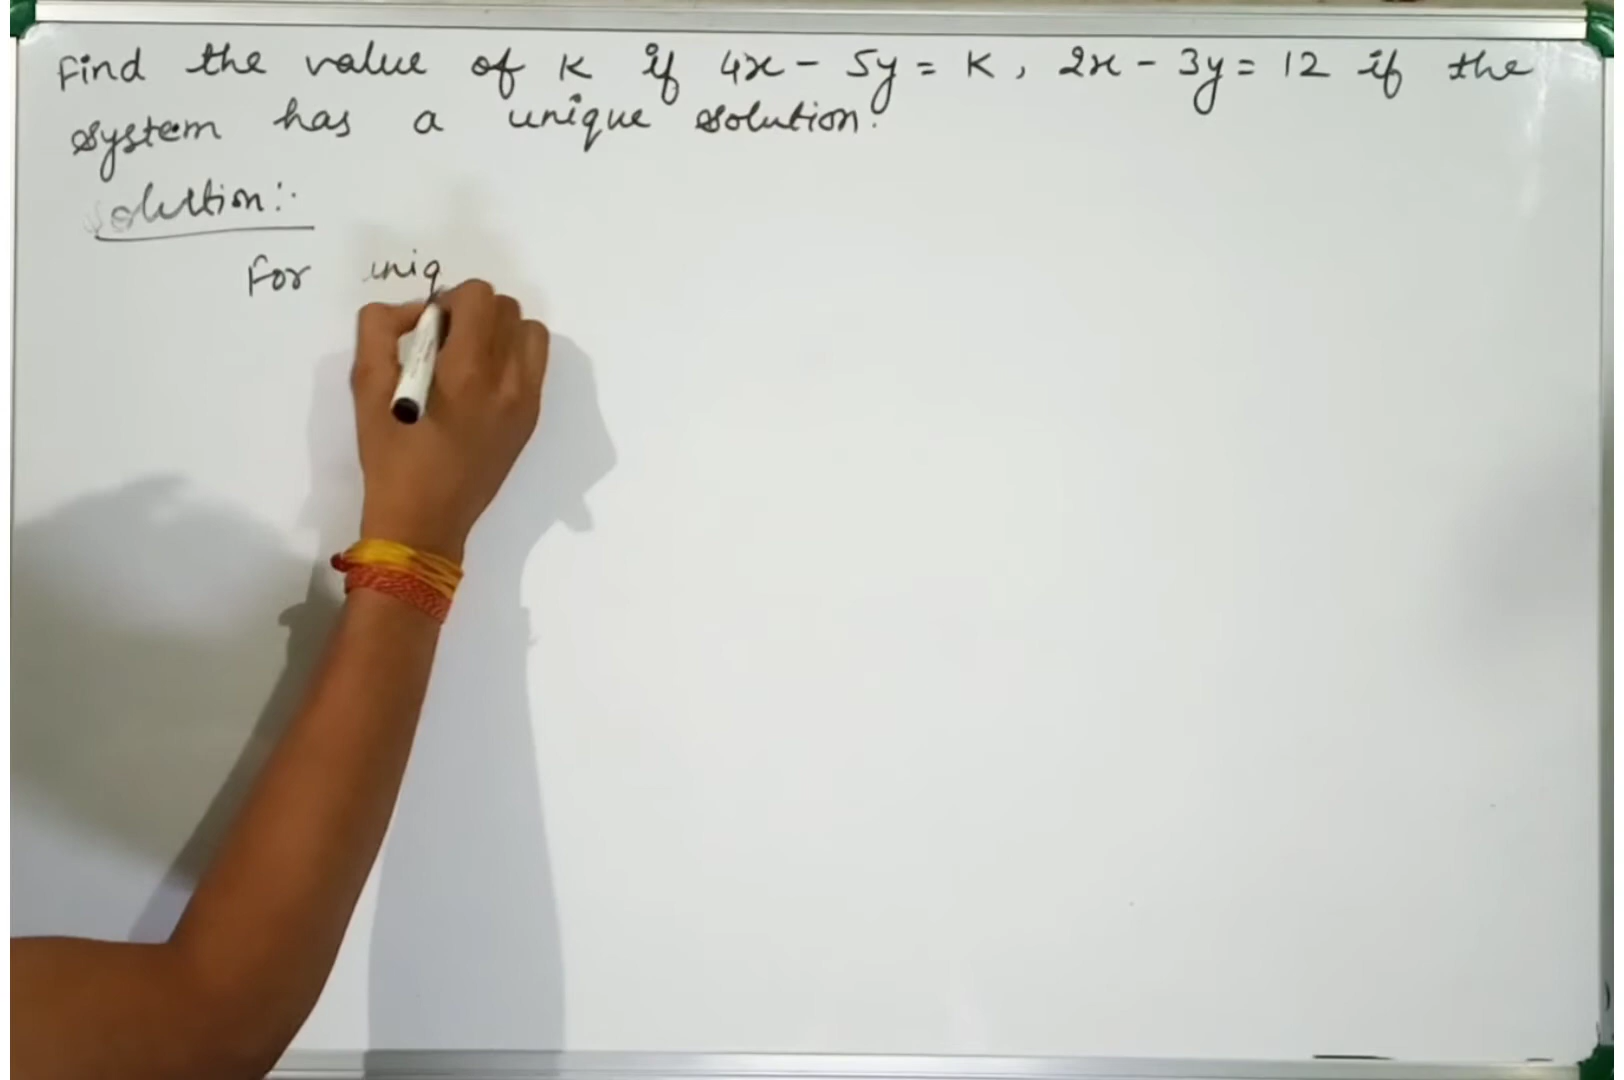 Find the value of K if 4x - 5y = K, 2x - 3y = 12 if the
system has a unique solution.
Solution:.
For uniq